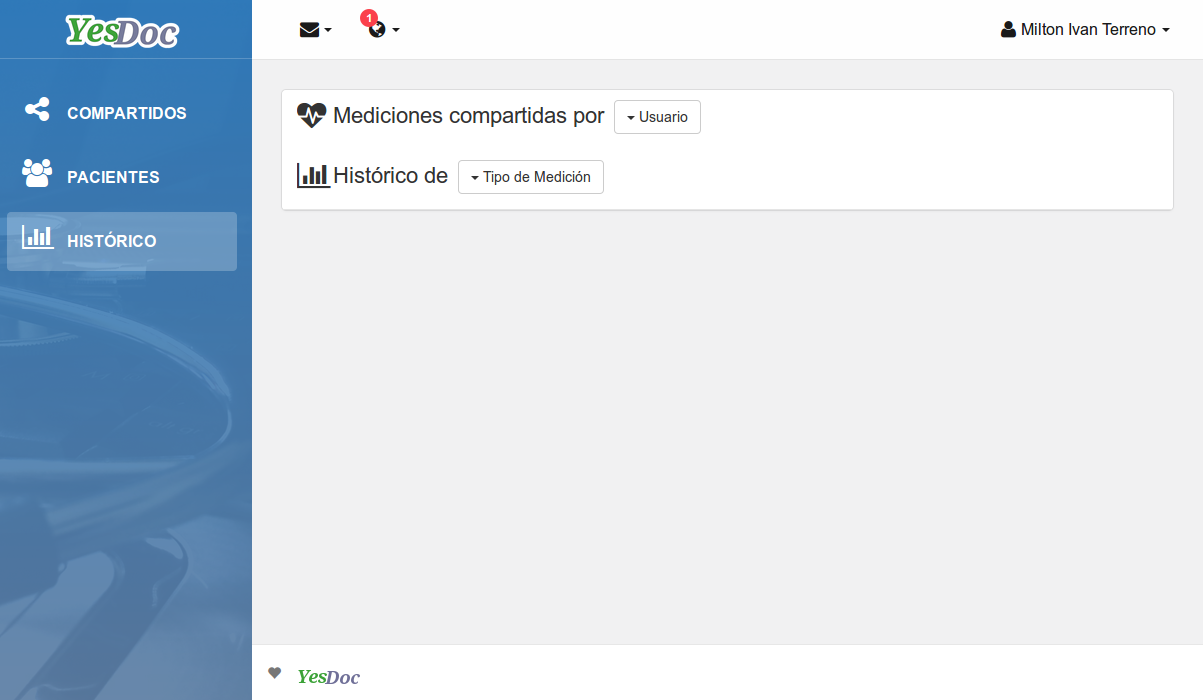 YesDoc
1
Milton Ivan Terreno
COMPARTIDOS
PACIENTES
HISTÓRICO
Mediciones compartidas por Usuario
Histórico de Tipo de Medición
YesDoc